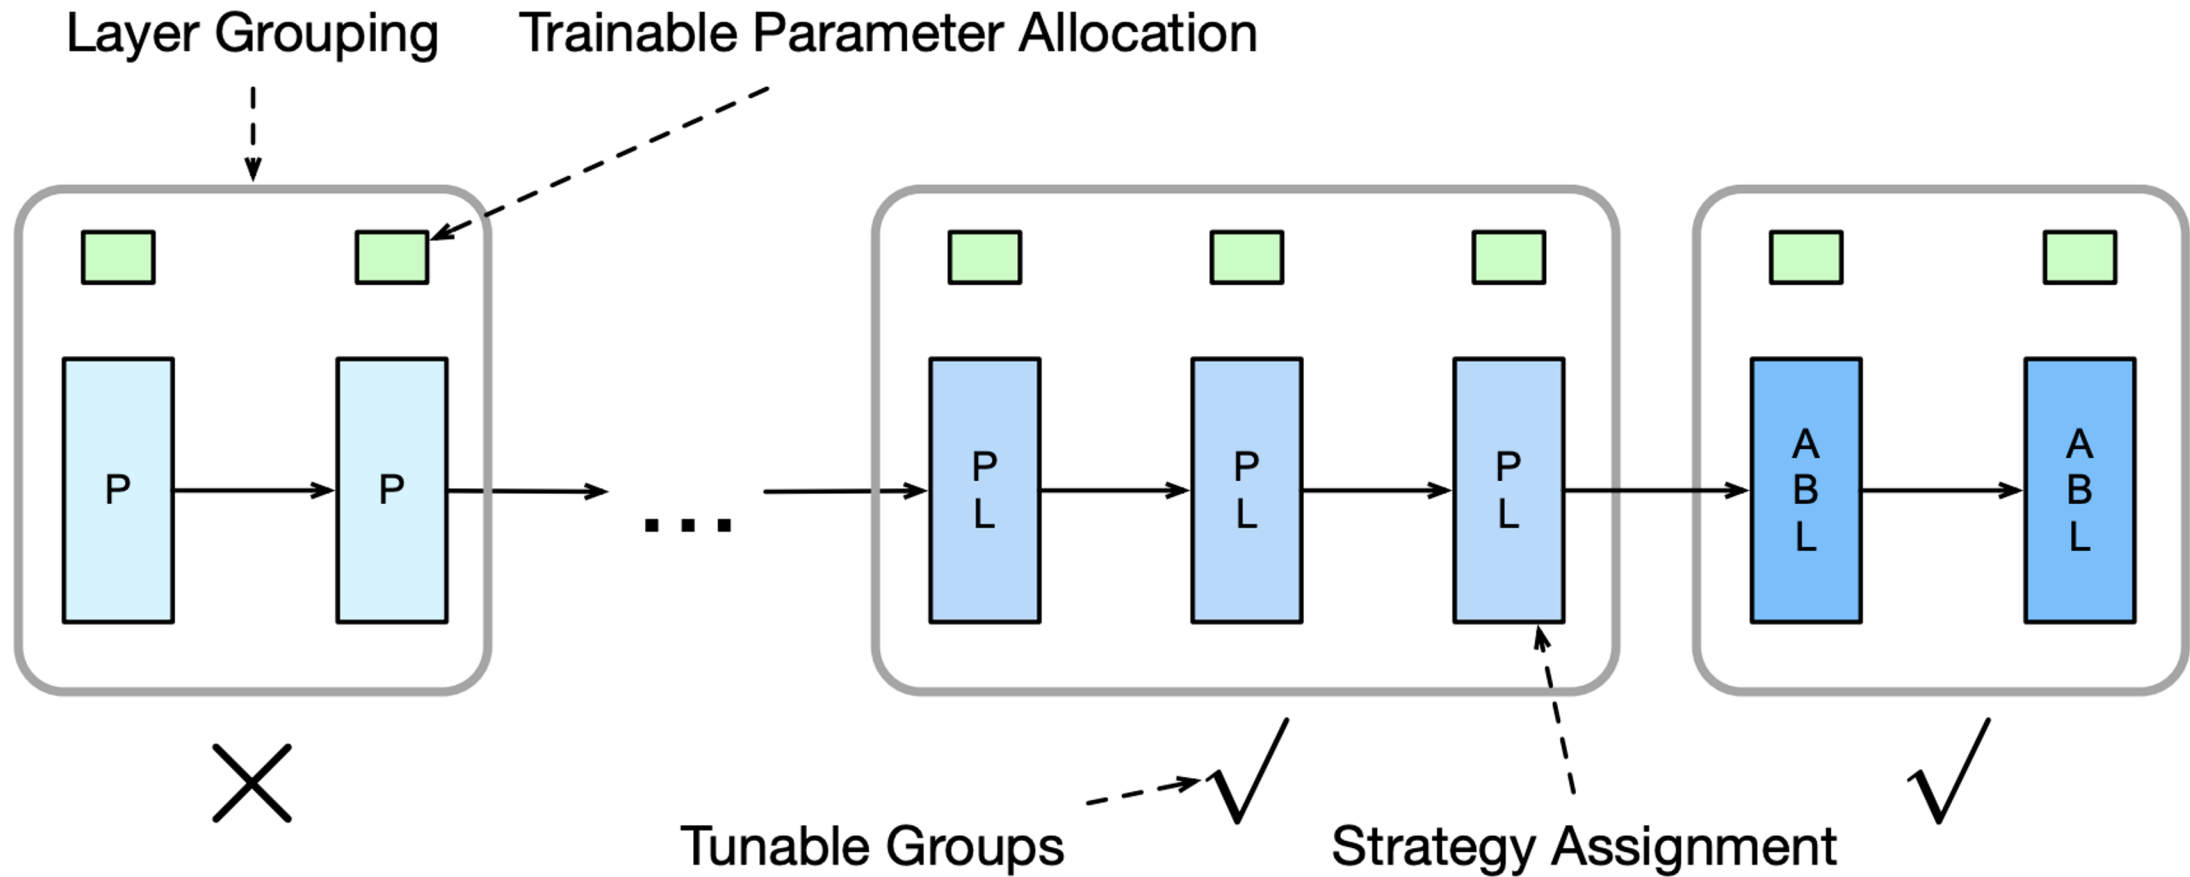 Layer Grouping
Trainable Parameter Allocation
P
P
...
P
L
P
L
P
L
A
B
L
A
B
L
Tunable Groups
Strategy Assignment